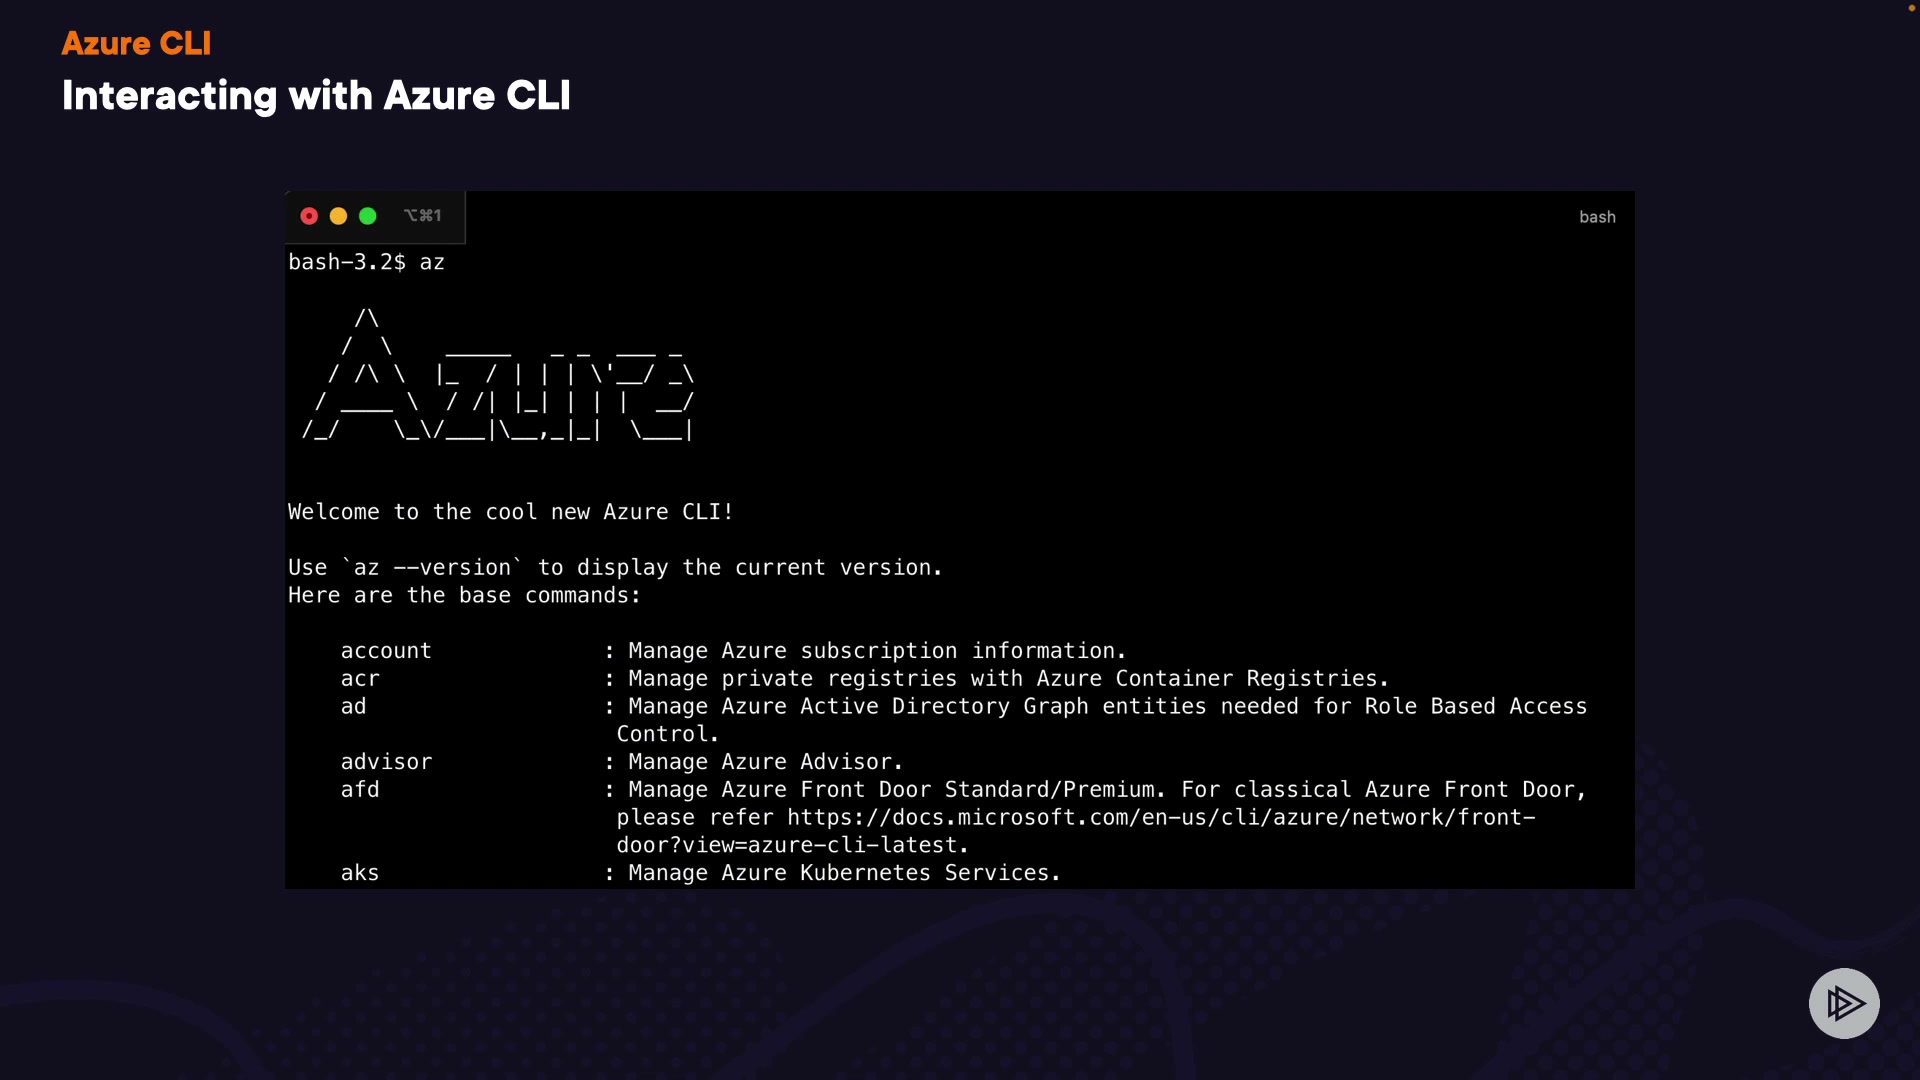 Azure CLI
Interacting with Azure CLI
⌥⌘1
bash
bash-3.2$ az
     /\
    /  \    _____   _ _  ___ _
   / /\ \  |_  / | | | \'__/ _\
  / ____ \  / /| |_| | | |  __/
 /_/    \_\/___|\__,_|_|  \___|
Welcome to the cool new Azure CLI!
Use `az --version` to display the current version.
Here are the base commands:
account : Manage Azure subscription information.
acr : Manage private registries with Azure Container Registries.
ad : Manage Azure Active Directory Graph entities needed for Role Based Access
Control.
advisor : Manage Azure Advisor.
afd : Manage Azure Front Door Standard/Premium. For classical Azure Front Door,
please refer https://docs.microsoft.com/en-us/cli/azure/network/front-
door?view=azure-cli-latest.
aks : Manage Azure Kubernetes Services.